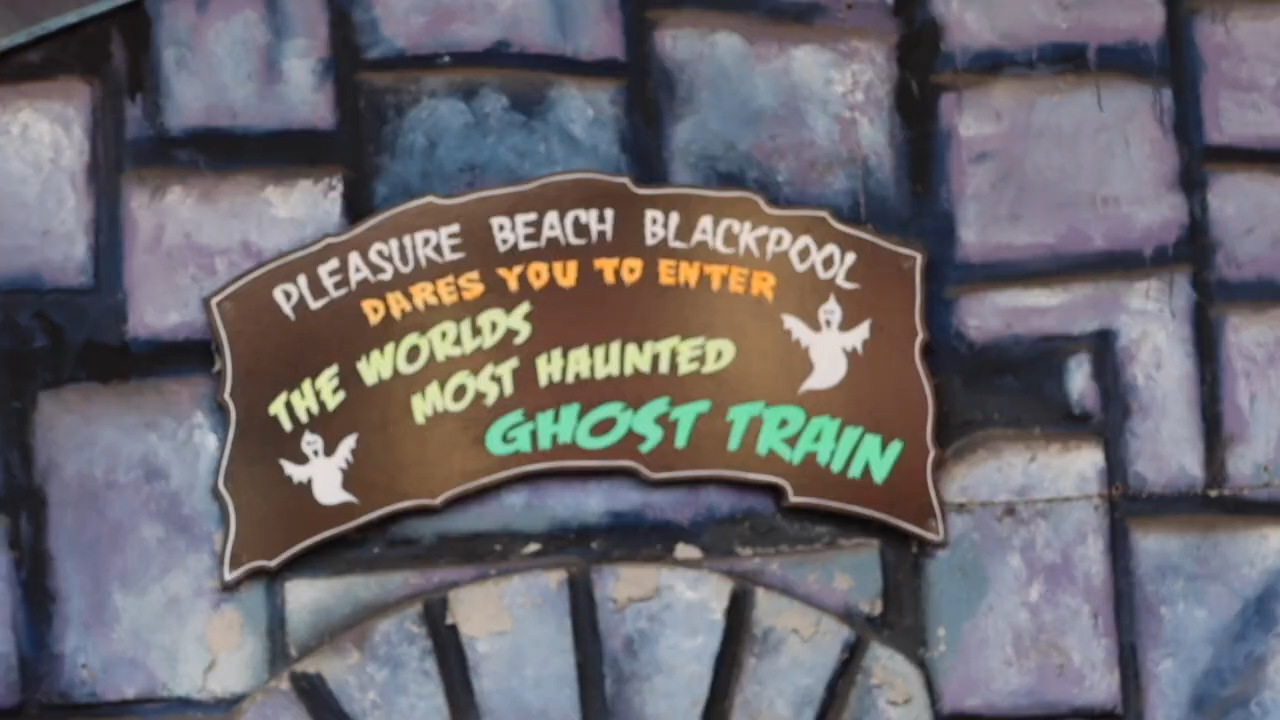 PLEASURE BEACH BLACKPOOL
DARES YOU TO ENTER
THE WORLDS
MOST HAUNTED
GHOST TRAIN